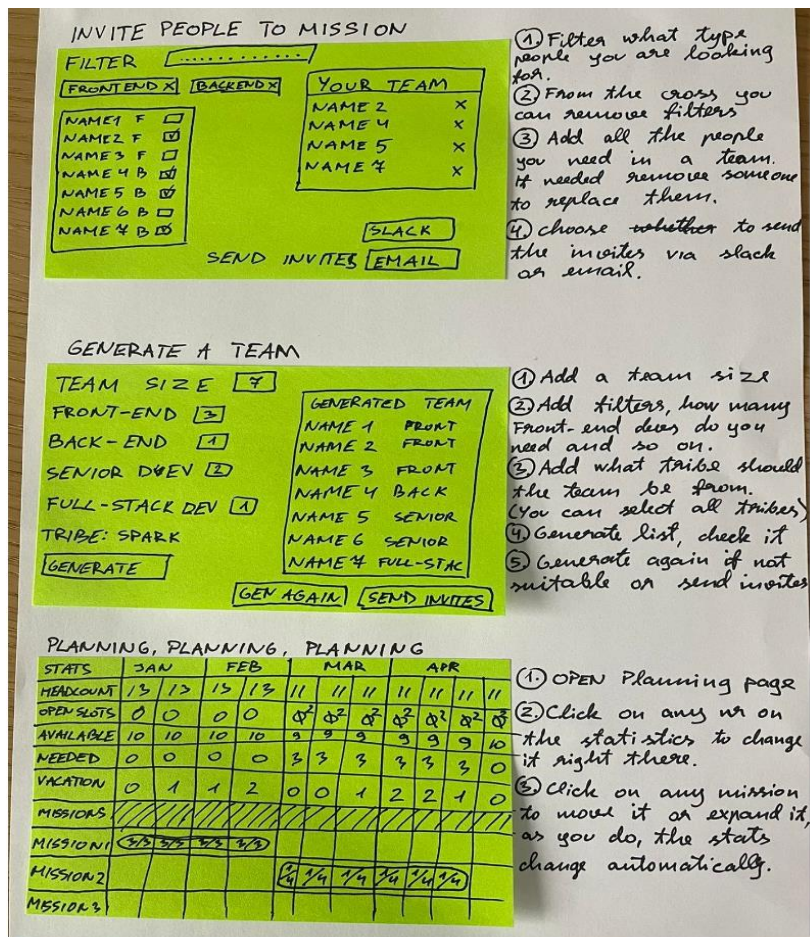 INVITE PEOPLE TO MISSION
FILTER ............
FRONTEND X BACKEND X
NAME1 F
NAME2 F
NAME3 F
NAME4 B
NAME5 B
NAME6 B
NAME7 B
YOUR TEAM
NAME 2 X
NAME 4 X
NAME 5 X
NAME 7 X
SLACK
SEND INVITES EMAIL
① Filter what type
people you are looking
for.
② From the cross you
can remove filters
③ Add all the people
you need in a team.
If needed remove someone
to replace them.
④ choose whether to send
the invites via slack
or email.
GENERATE A TEAM
TEAM SIZE 7
FRONT-END 3
BACK-END 1
SENIOR DEV 2
FULL-STACK DEV 1
TRIBE: SPARK
GENERATE
GENERATED TEAM
NAME 1 FRONT
NAME 2 FRONT
NAME 3 FRONT
NAME 4 BACK
NAME 5 SENIOR
NAME 6 SENIOR
NAME 7 FULL-STAC
GEN AGAIN SEND INVITES
① Add a team size
② Add filters, how many
Front-end devs do you
need and so on.
③ Add what tribe should
the team be from.
(You can select all tribes)
④ Generate list, check it
⑤ Generate again if not
suitable or send invites
PLANNING, PLANNING, PLANNING
STATS JAN FEB MAR APR
HEADCOUNT 13 13 13 13 11 11 11 11 11 11 11
OPEN SLOTS 0 0 0 0 2 2 2 2 2 2
AVAILABLE 10 10 10 10 9 9 9 9 9 9 10
NEEDED 0 0 0 0 3 3 3 3 3 3 0
VACATION 0 1 1 2 0 0 1 2 2 1 0
MISSIONS
MISSION1 3/3 3/3 3/3 3/3
MISSION2 1/4 1/4 1/4 1/4 1/4 1/4
MISSION3
①. OPEN Planning page
② Click on any nr on
the statistics to change
it right there.
③ Click on any mission
to move it or expand it,
as you do, the stats
change automatically.